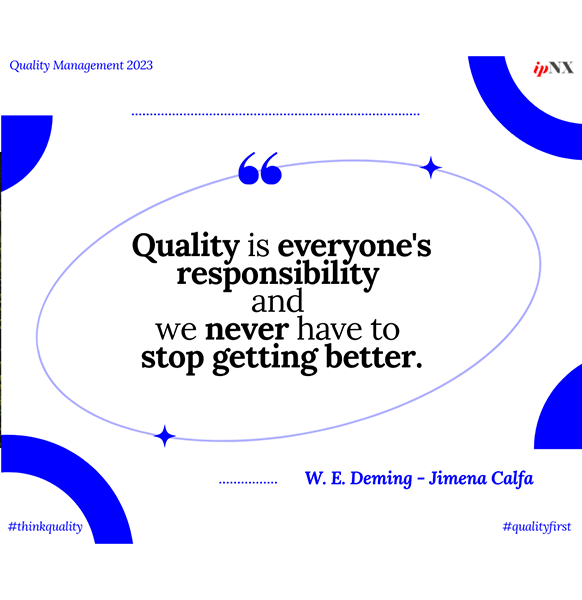 Quality Management 2023
ipNX
❝
Quality is everyone's
responsibility
and
we never have to
stop getting better.
W. E. Deming - Jimena Calfa
#thinkquality
#qualityfirst